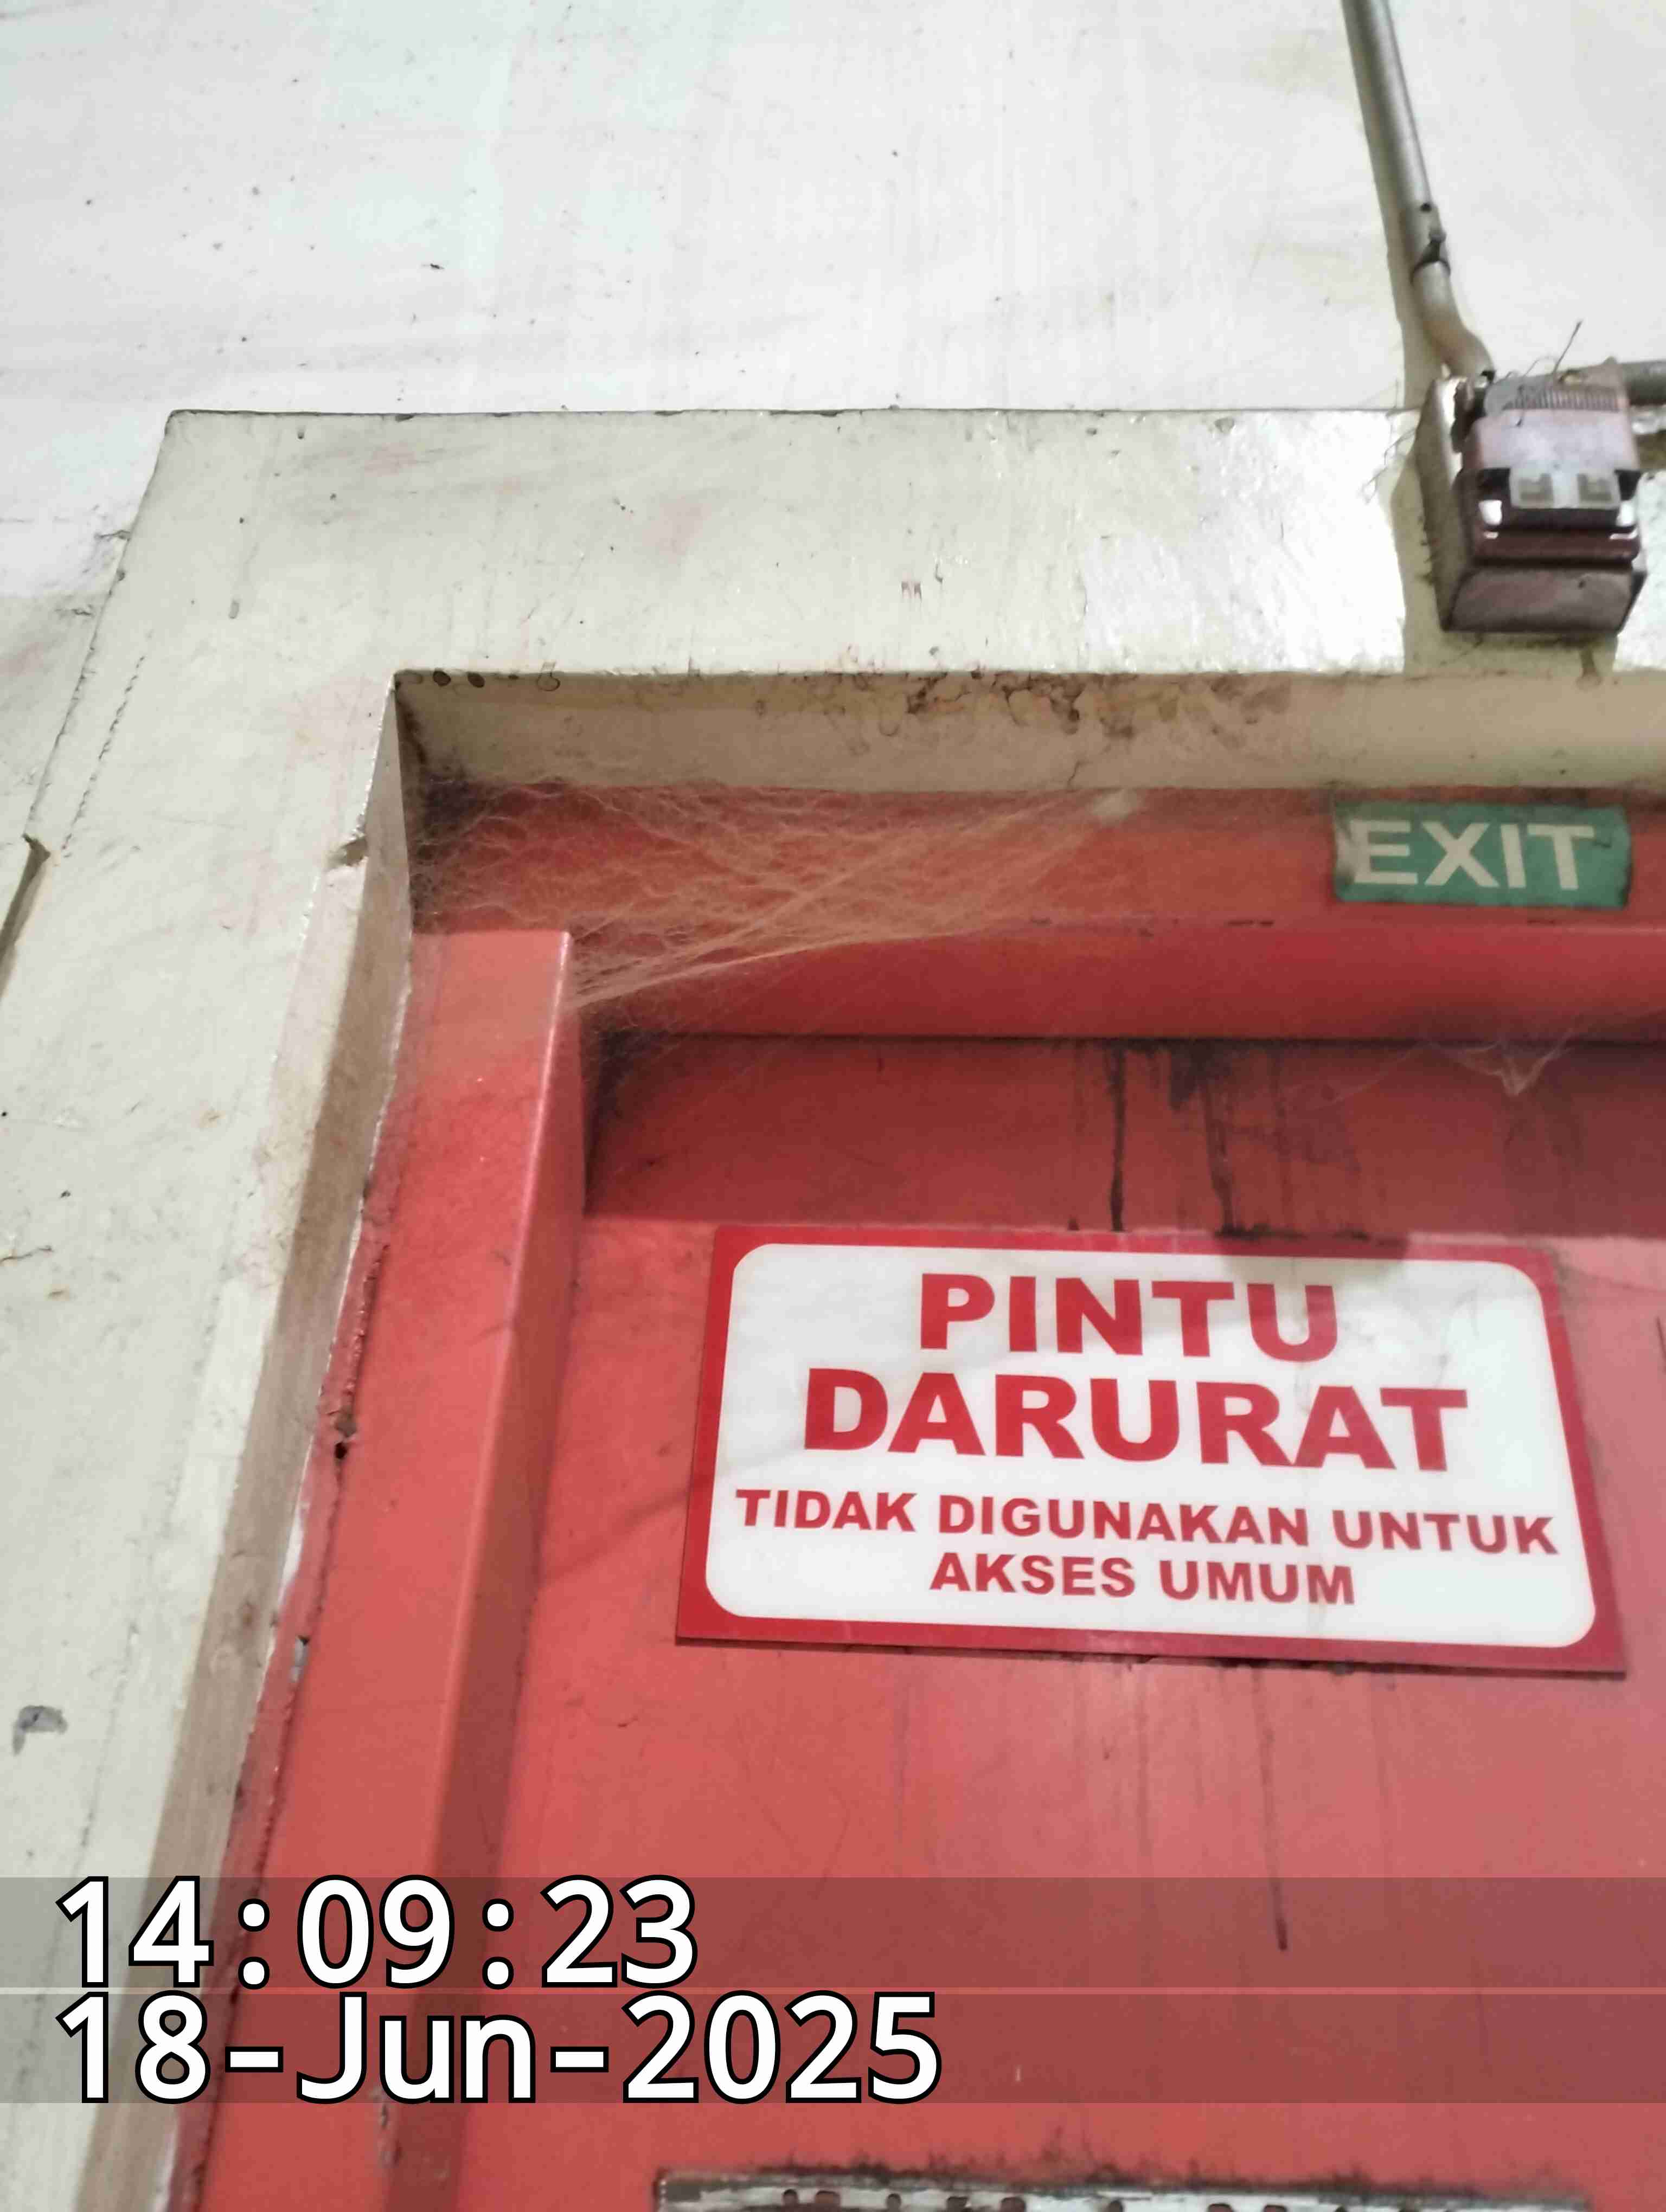 EXIT
PINTU
DARURAT
TIDAK DIGUNAKAN UNTUK
AKSES UMUM
14:09:23
18-Jun-2025